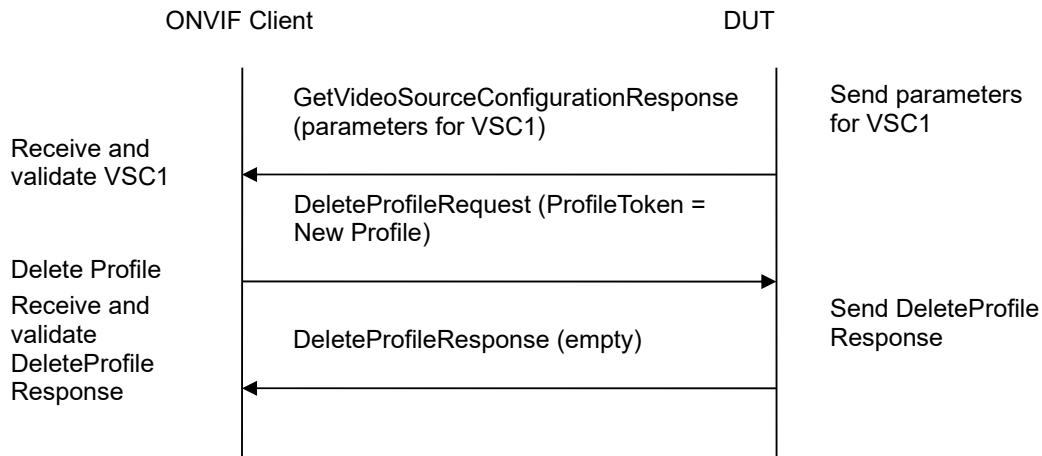 ONVIF Client
DUT
GetVideoSourceConfigurationResponse
(parameters for VSC1)
Send parameters
for VSC1
Receive and
validate VSC1
DeleteProfileRequest (ProfileToken =
New Profile)
Delete Profile
Receive and
validate
DeleteProfile
Response
DeleteProfileResponse (empty)
Send DeleteProfile
Response